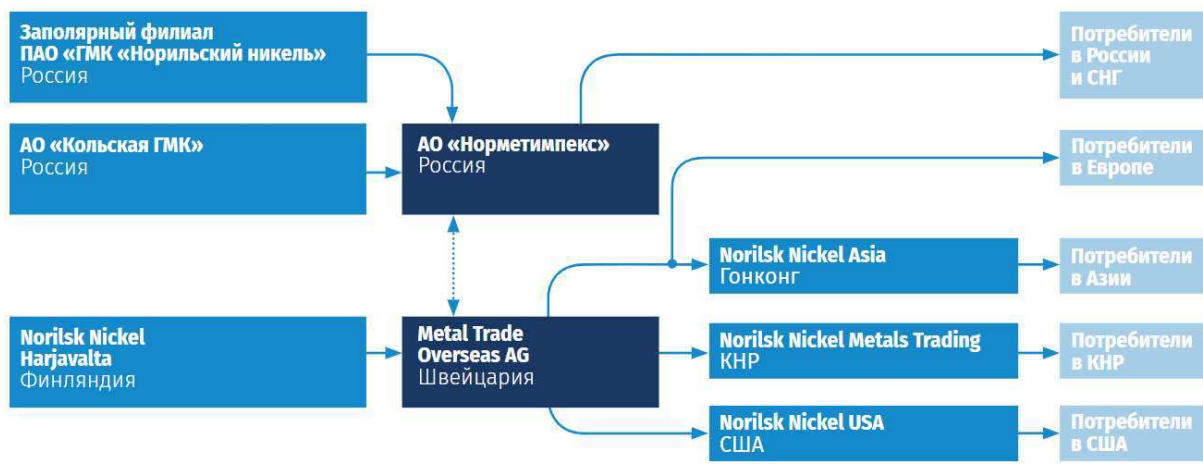 Заполярный филиал
ПАО «ГМК «Норильский никель»
Россия
АО «Кольская ГМК»
Россия
Norilsk Nickel
Harjavalta
Финляндия
АО «Норметимпекс»
Россия
Metal Trade
Overseas AG
Швейцария
Norilsk Nickel Asia
Гонконг
Norilsk Nickel Metals Trading
КНР
Norilsk Nickel USA
США
Потребители
в России
и СНГ
Потребители
в Европе
Потребители
в Азии
Потребители
в КНР
Потребители
в США